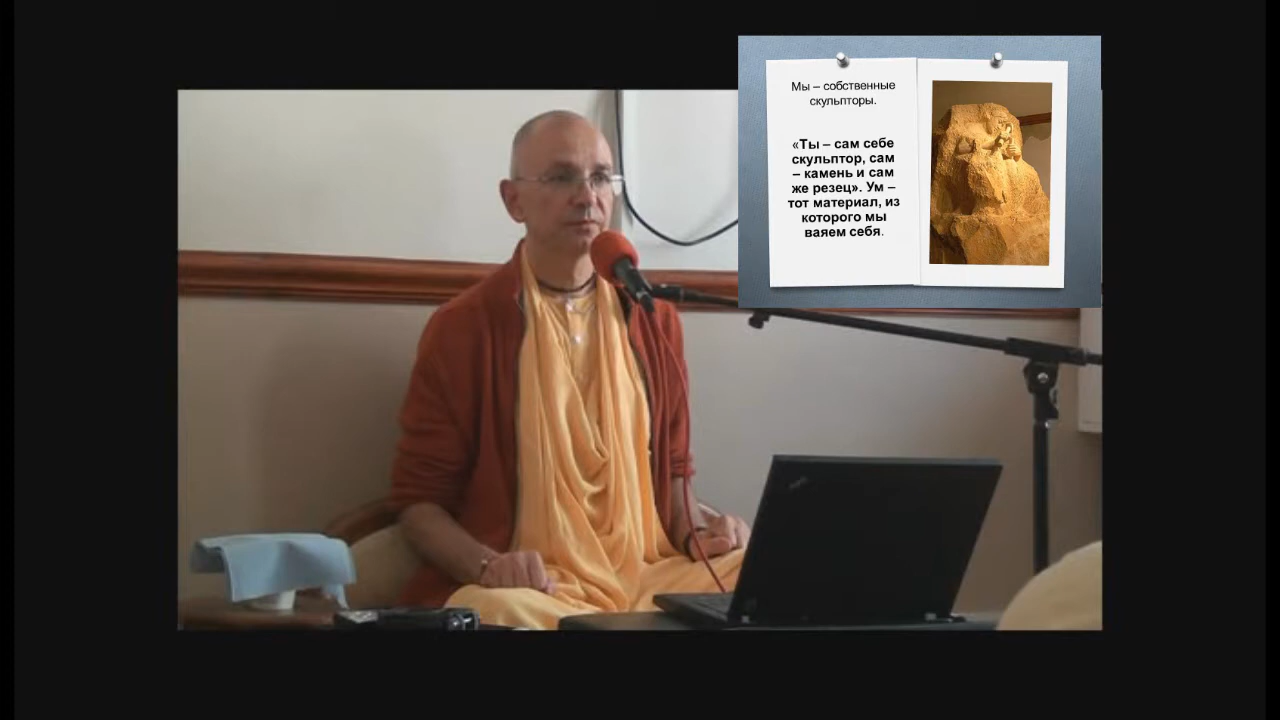 Мы – собственные
скульпторы.
«Ты – сам себе
скульптор, сам
– камень и сам
же резец». Ум –
тот материал, из
которого мы
ваяем себя.